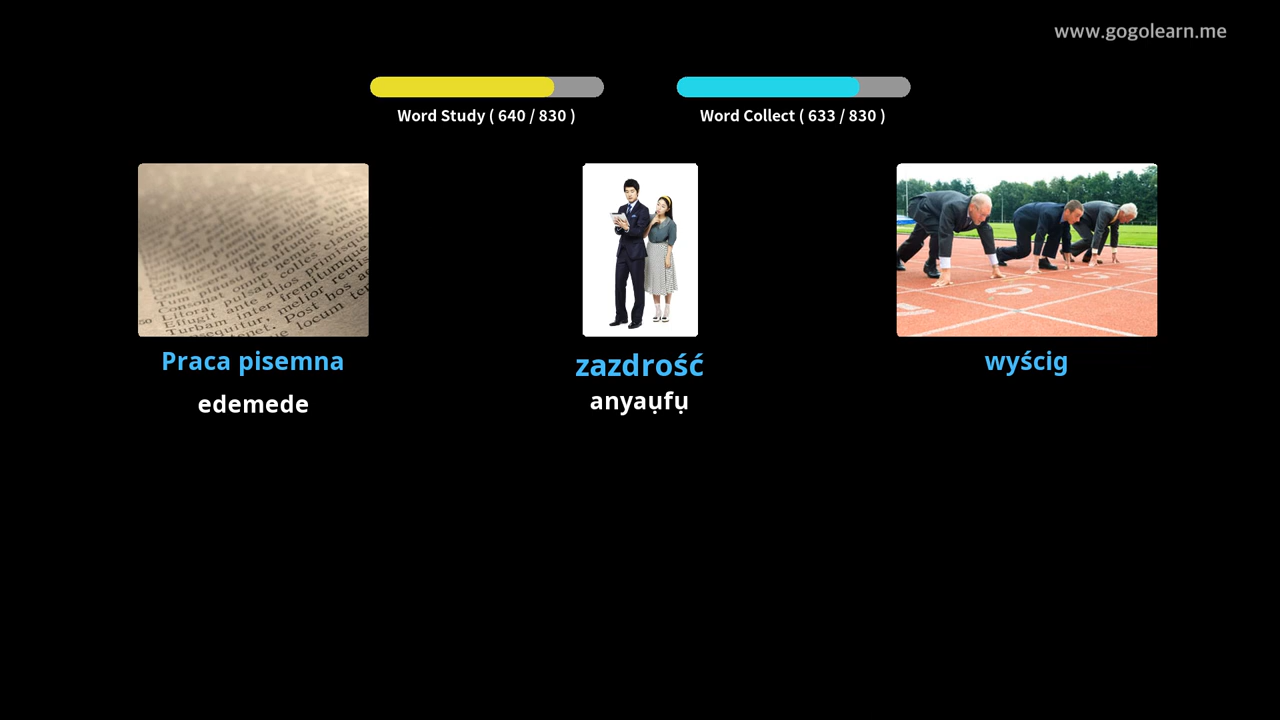 www.gogolearn.me
Word Study ( 640 / 830 )
Word Collect ( 633 / 830 )
Praca pisemna
edemede
zazdrość
anyaụfụ
wyścig